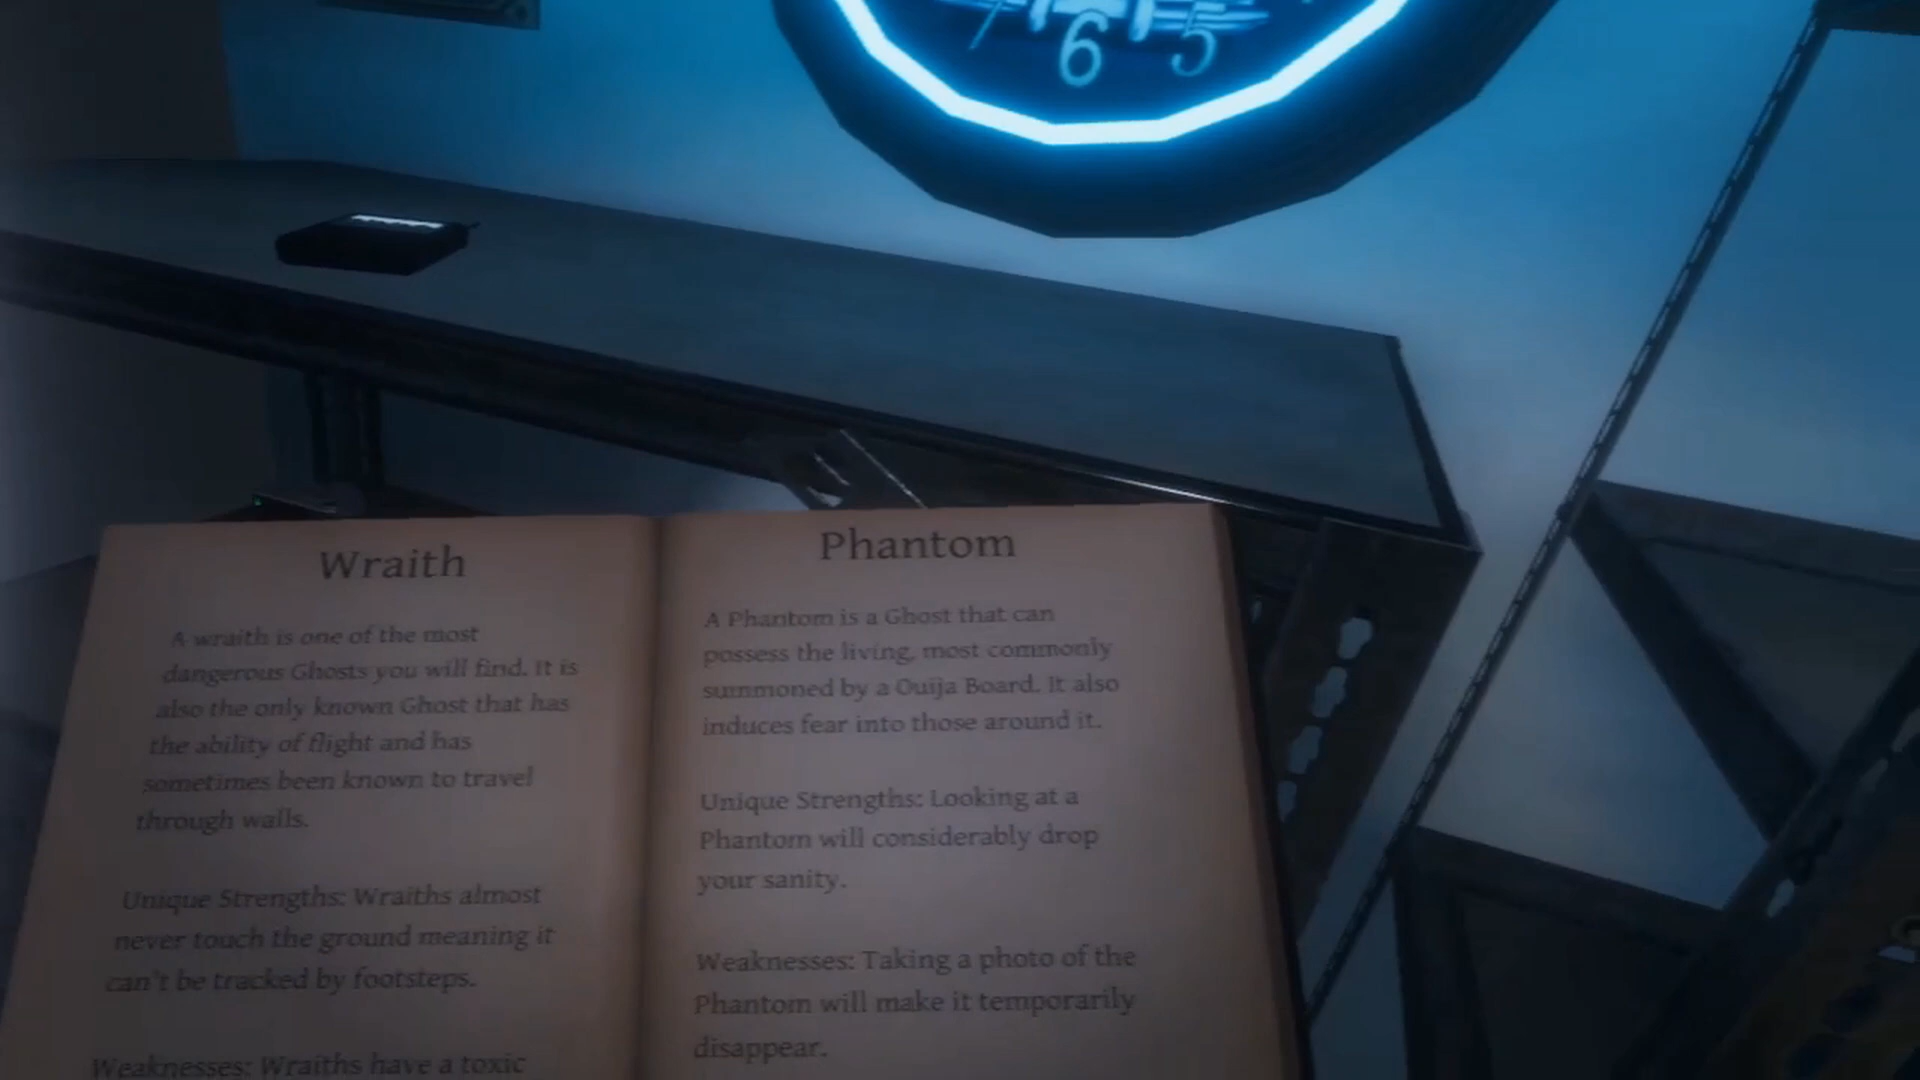 7 6 5
Wraith
A wraith is one of the most
dangerous Ghosts you will find. It is
also the only known Ghost that has
the ability of flight and has
sometimes been known to travel
through walls.
Unique Strengths: Wraiths almost
never touch the ground meaning it
can't be tracked by footsteps.
Weaknesses: Wraiths have a toxic
Phantom
A Phantom is a Ghost that can
possess the living, most commonly
summoned by a Ouija Board. It also
induces fear into those around it.
Unique Strengths: Looking at a
Phantom will considerably drop
your sanity.
Weaknesses: Taking a photo of the
Phantom will make it temporarily
disappear.